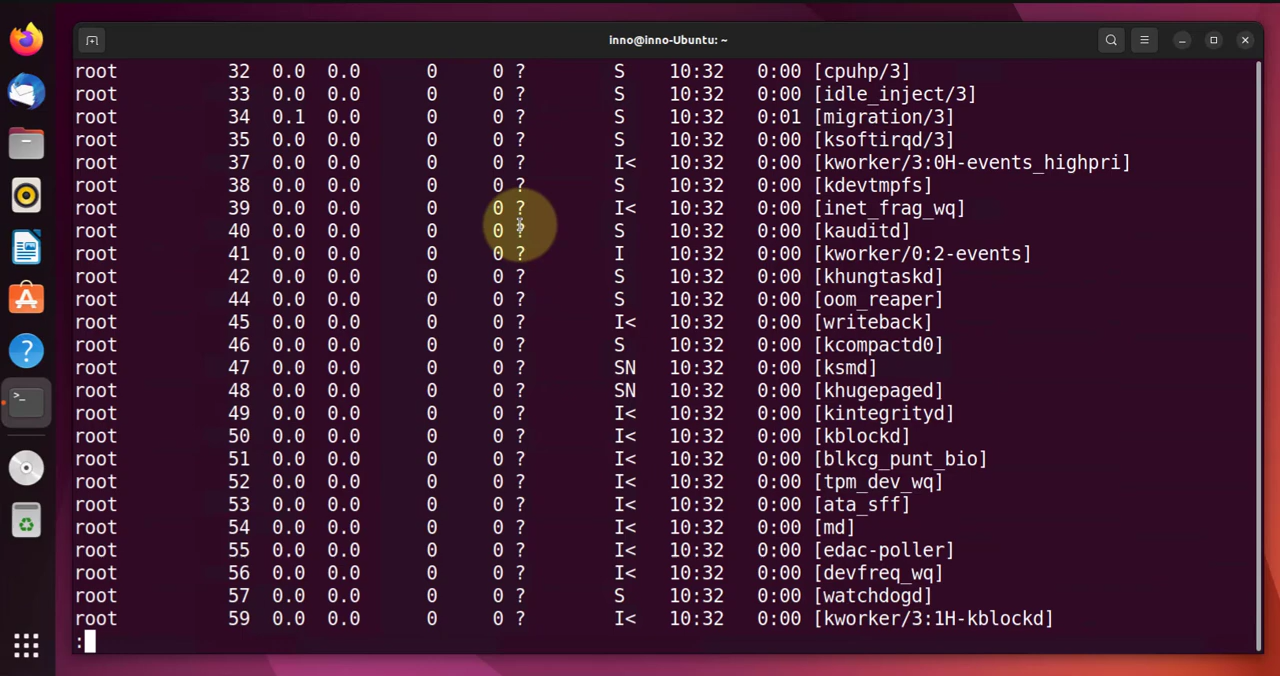 inno@inno-Ubuntu: ~
root 32 0.0 0.0 0 0 ? S 10:32 0:00 [cpuhp/3]
root 33 0.0 0.0 0 0 ? S 10:32 0:00 [idle_inject/3]
root 34 0.1 0.0 0 0 ? S 10:32 0:01 [migration/3]
root 35 0.0 0.0 0 0 ? S 10:32 0:00 [ksoftirqd/3]
root 37 0.0 0.0 0 0 ? I< 10:32 0:00 [kworker/3:0H-events_highpri]
root 38 0.0 0.0 0 0 ? S 10:32 0:00 [kdevtmpfs]
root 39 0.0 0.0 0 0 ? I< 10:32 0:00 [inet_frag_wq]
root 40 0.0 0.0 0 0 ? S 10:32 0:00 [kauditd]
root 41 0.0 0.0 0 0 ? I 10:32 0:00 [kworker/0:2-events]
root 42 0.0 0.0 0 0 ? S 10:32 0:00 [khungtaskd]
root 44 0.0 0.0 0 0 ? S 10:32 0:00 [oom_reaper]
root 45 0.0 0.0 0 0 ? I< 10:32 0:00 [writeback]
root 46 0.0 0.0 0 0 ? S 10:32 0:00 [kcompactd0]
root 47 0.0 0.0 0 0 ? SN 10:32 0:00 [ksmd]
root 48 0.0 0.0 0 0 ? SN 10:32 0:00 [khugepaged]
root 49 0.0 0.0 0 0 ? I< 10:32 0:00 [kintegrityd]
root 50 0.0 0.0 0 0 ? I< 10:32 0:00 [kblockd]
root 51 0.0 0.0 0 0 ? I< 10:32 0:00 [blkcg_punt_bio]
root 52 0.0 0.0 0 0 ? I< 10:32 0:00 [tpm_dev_wq]
root 53 0.0 0.0 0 0 ? I< 10:32 0:00 [ata_sff]
root 54 0.0 0.0 0 0 ? I< 10:32 0:00 [md]
root 55 0.0 0.0 0 0 ? I< 10:32 0:00 [edac-poller]
root 56 0.0 0.0 0 0 ? I< 10:32 0:00 [devfreq_wq]
root 57 0.0 0.0 0 0 ? S 10:32 0:00 [watchdogd]
root 59 0.0 0.0 0 0 ? I< 10:32 0:00 [kworker/3:1H-kblockd]
: